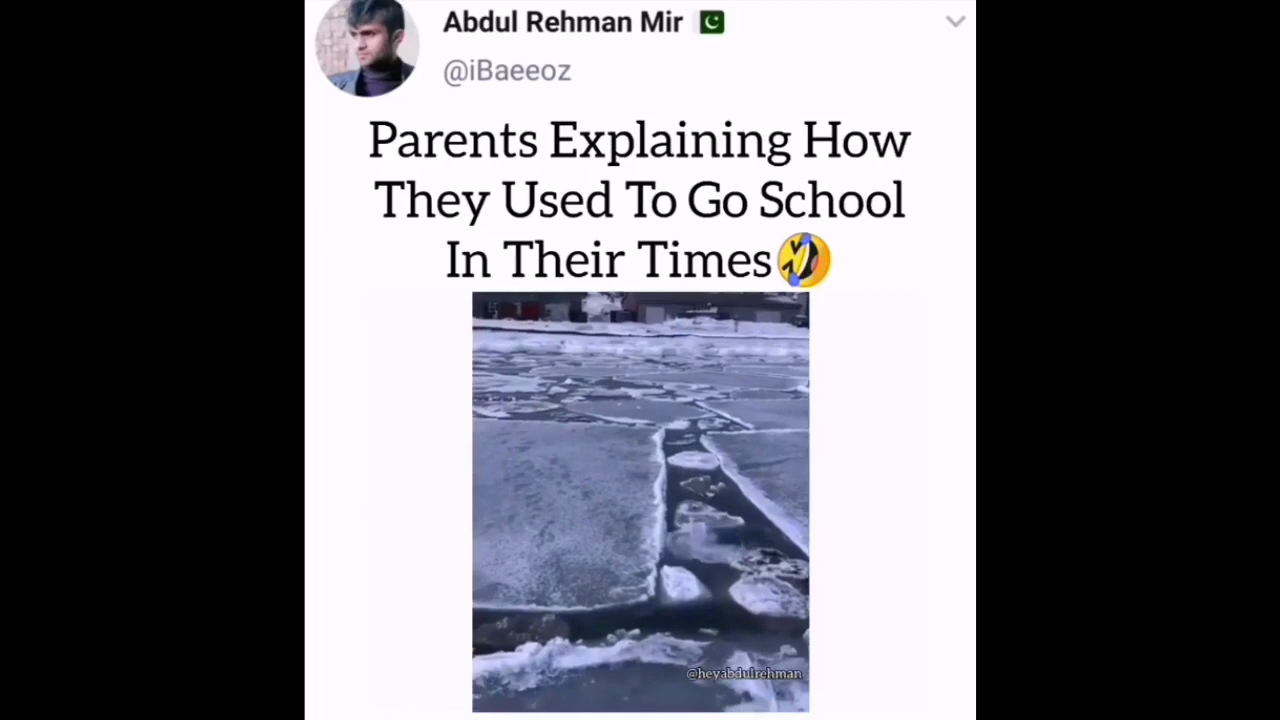 Abdul Rehman Mir 🇵🇰
@iBaeeoz
Parents Explaining How
They Used To Go School
In Their Times🤣
@heyabdulrehman